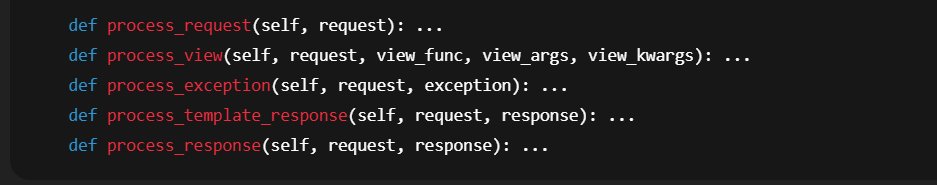 def process_request(self, request): ...
def process_view(self, request, view_func, view_args, view_kwargs): ...
def process_exception(self, request, exception): ...
def process_template_response(self, request, response): ...
def process_response(self, request, response): ...